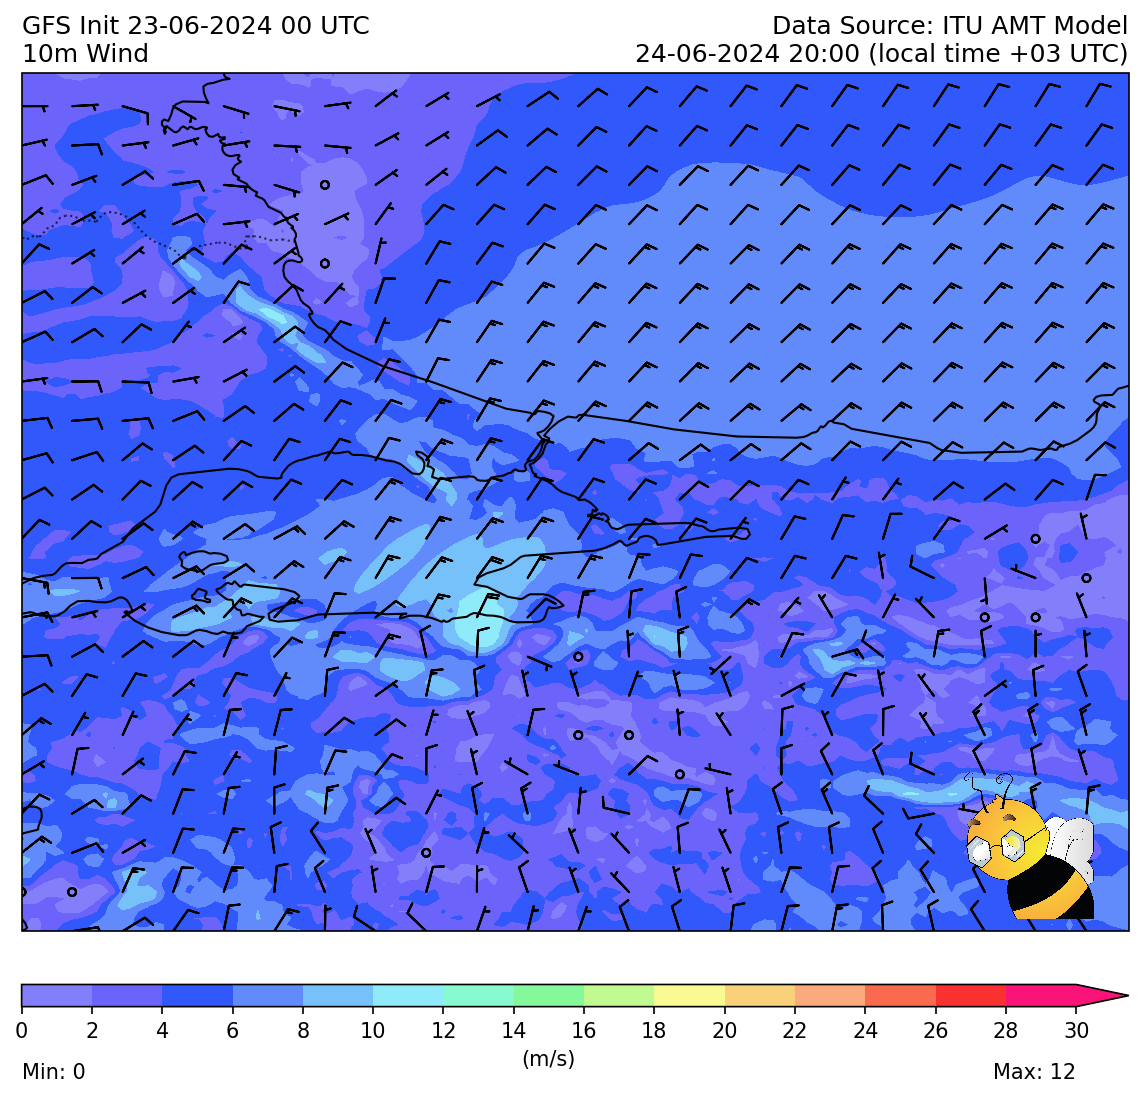 GFS Init 23-06-2024 00 UTC
Data Source: ITU AMT Model
10m Wind
24-06-2024 20:00 (local time +03 UTC)
0 2 4 6 8 10 12 14 16 18 20 22 24 26 28 30
(m/s)
Min: 0
Max: 12